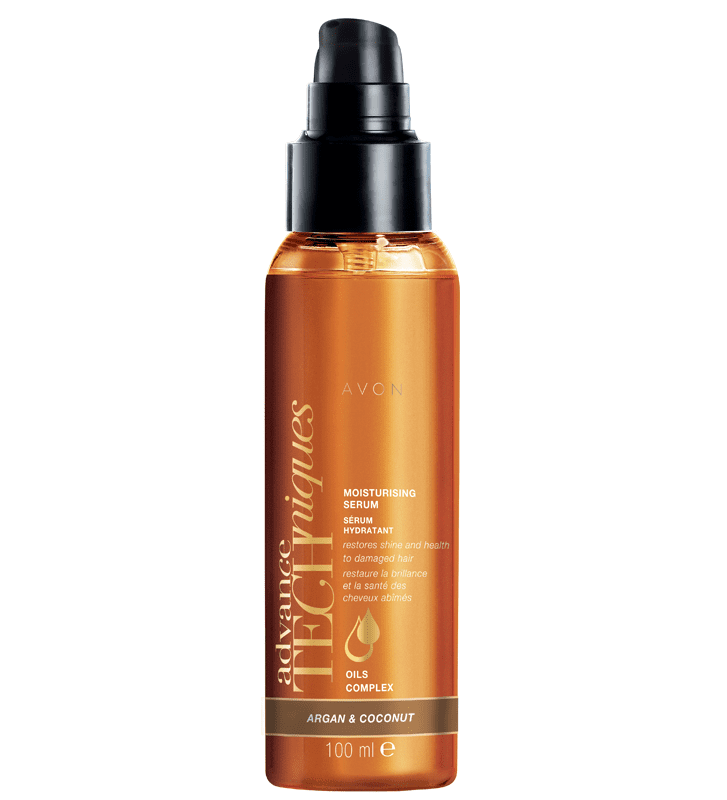 AVON
advance
TECHniques
MOISTURISING
SERUM
SÉRUM
HYDRATANT
restores shine and health
to damaged hair
restaure la brillance
et la santé des
cheveux abîmés
OILS
COMPLEX
ARGAN & COCONUT
100 ml e